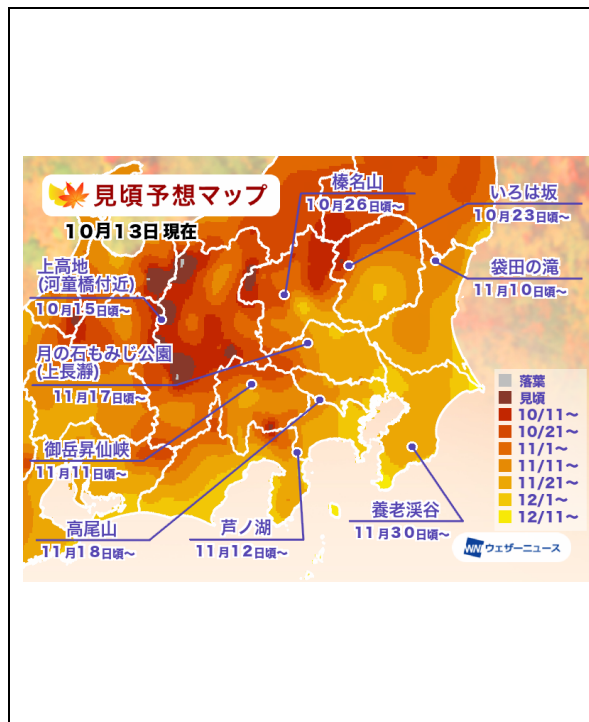 見頃予想マップ
10月13日 現在
榛名山
10月26日頃〜
いろは坂
10月23日頃〜
袋田の滝
11月10日頃〜
上高地
(河童橋付近)
10月15日頃〜
月の石もみじ公園
(上長瀞)
11月17日頃〜
御岳昇仙峡
11月11日頃〜
高尾山
11月18日頃〜
芦ノ湖
11月12日頃〜
養老渓谷
11月30日頃〜
落葉
見頃
10/11〜
10/21〜
11/1〜
11/11〜
11/21〜
12/1〜
12/11〜
WNI ウェザーニュース